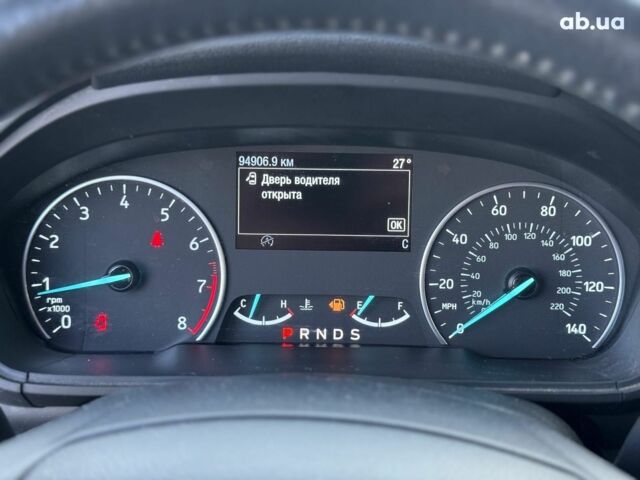 ab.ua
94906.9 км 27°
Дверь водителя
открыта
OK
C
0 1 2 3 4 5 6 7 8
rpm
x1000
C H
E F
P R N D S
0 20 40 60 80 100 120 140
MPH
20 40 60 80 100 120 140 160 180 200 220
km/h